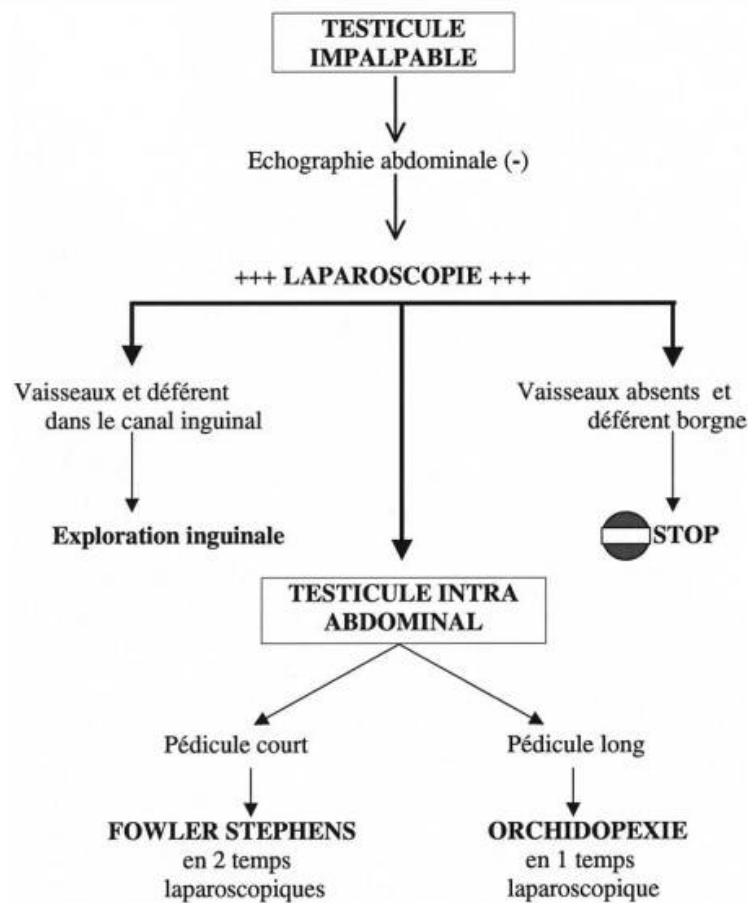 TESTICULE
IMPALPABLE
Echographie abdominale (-)
+++ LAPAROSCOPIE +++
Vaisseaux et déférent
dans le canal inguinal
Exploration inguinale
Vaisseaux absents et
déférent borgne
STOP
TESTICULE INTRA
ABDOMINAL
Pédicule court
FOWLER STEPHENS
en 2 temps
laparoscopiques
Pédicule long
ORCHIDOPEXIE
en 1 temps
laparoscopique